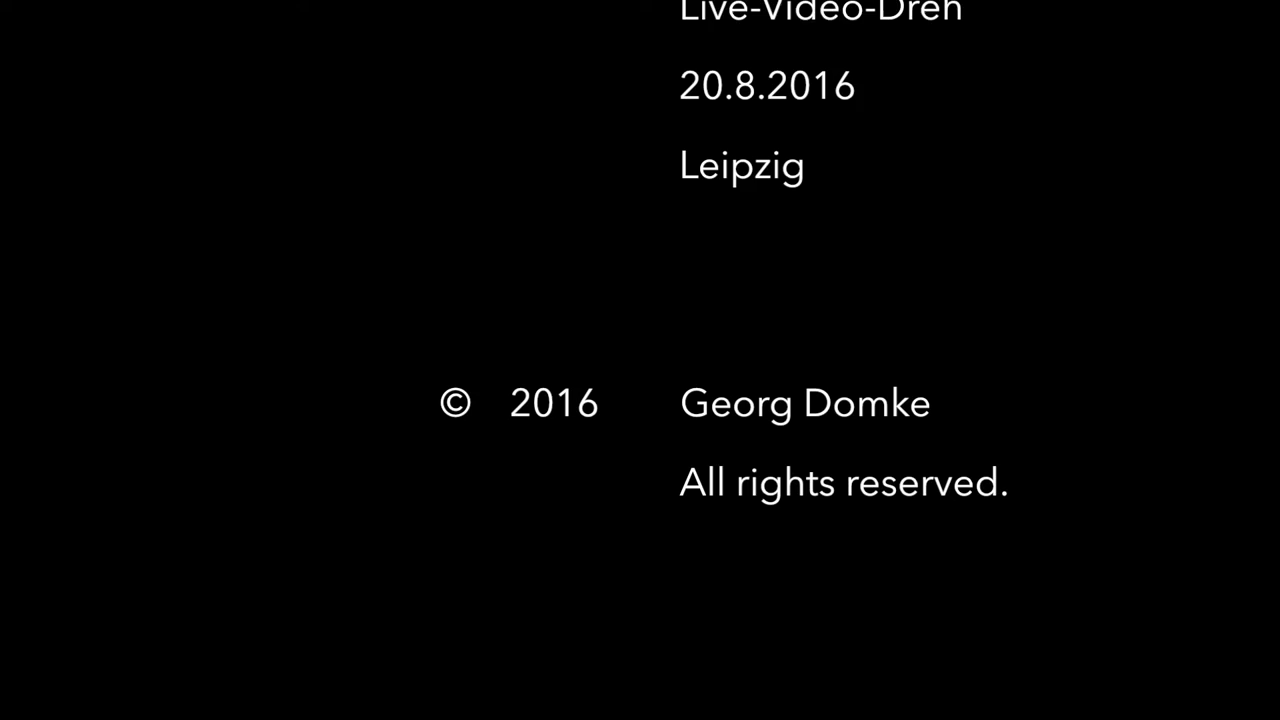 Live-Video-Dreh
20.8.2016
Leipzig
© 2016 Georg Domke
All rights reserved.